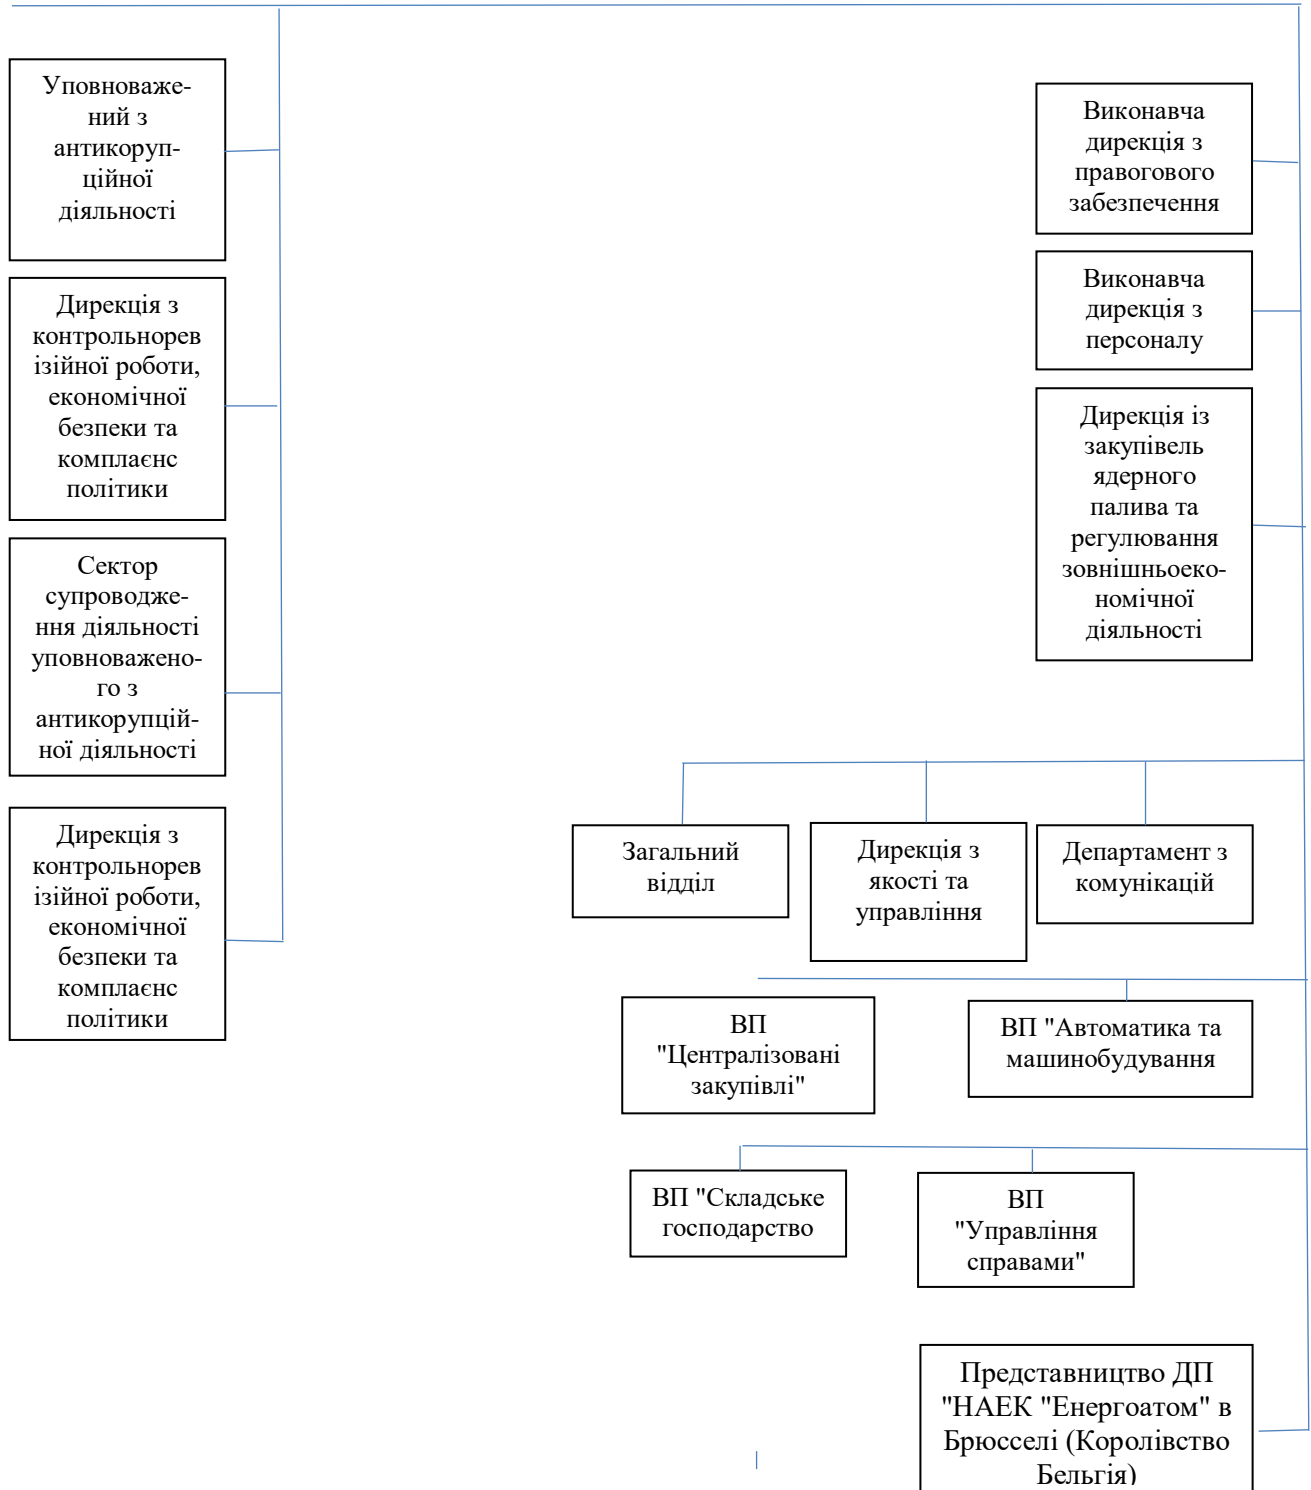 Уповноваже-
ний з
антикоруп-
ційної
діяльності
Дирекція з
контрольнорев
ізійної роботи,
економічної
безпеки та
комплаєнс
політики
Сектор
супроводже-
ння діяльності
уповноважено-
го з
антикорупцій-
ної діяльності
Дирекція з
контрольнорев
ізійної роботи,
економічної
безпеки та
комплаєнс
політики
Виконавча
дирекція з
правогового
забезпечення
Виконавча
дирекція з
персоналу
Дирекція із
закупівель
ядерного
палива та
регулювання
зовнішньоеко-
номічної
діяльності
Загальний
відділ
Дирекція з
якості та
управління
Департамент з
комунікацій
ВП
"Централізовані
закупівлі"
ВП "Автоматика та
машинобудування
ВП "Складське
господарство
ВП
"Управління
справами"
Представництво ДП
"НАЕК "Енергоатом" в
Брюсселі (Королівство
Бельгія)